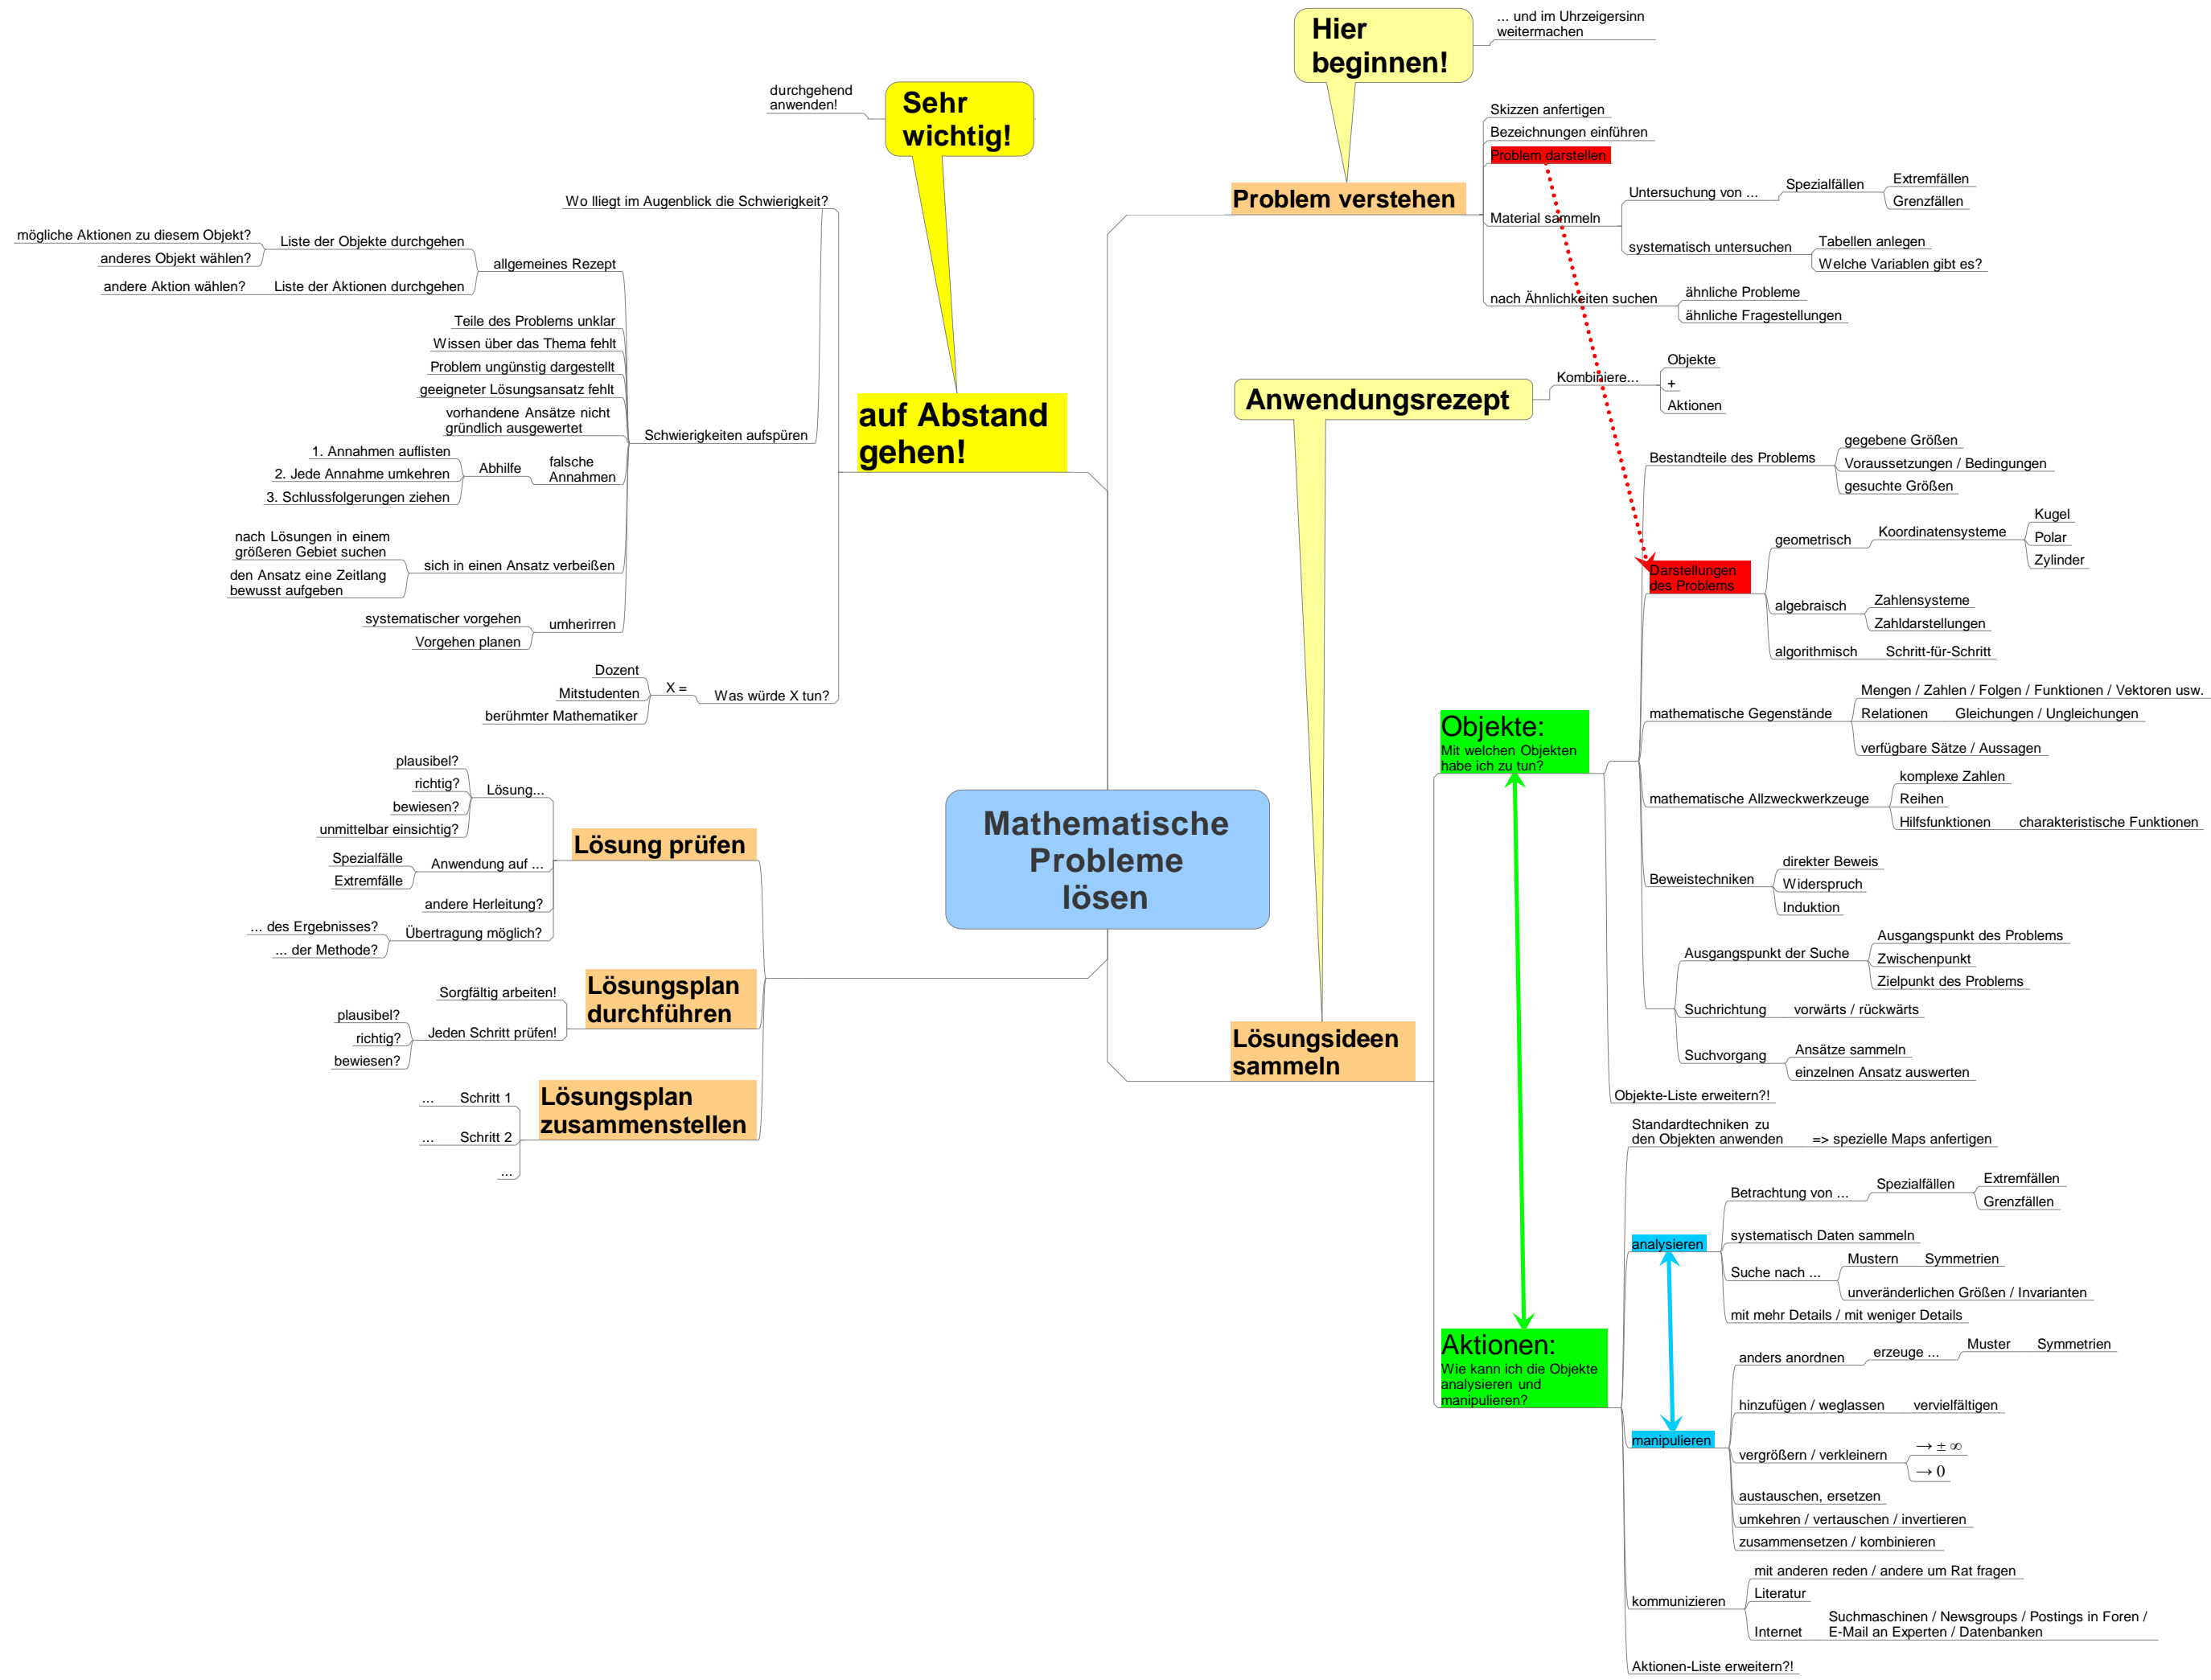 Mathematische
Probleme
lösen
Hier
beginnen!
... und im Uhrzeigersinn
weitermachen
Problem verstehen
Skizzen anfertigen
Bezeichnungen einführen
Problem darstellen
Material sammeln
Untersuchung von ...
Spezialfällen
Extremfällen
Grenzfällen
systematisch untersuchen
Tabellen anlegen
Welche Variablen gibt es?
nach Ähnlichkeiten suchen
ähnliche Probleme
ähnliche Fragestellungen
Anwendungsrezept
Kombiniere...
Objekte
+
Aktionen
Lösungsideen
sammeln
Objekte:
Mit welchen Objekten
habe ich zu tun?
Bestandteile des Problems
gegebene Größen
Voraussetzungen / Bedingungen
gesuchte Größen
Darstellungen
des Problems
geometrisch
Koordinatensysteme
Kugel
Polar
Zylinder
algebraisch
Zahlensysteme
Zahldarstellungen
algorithmisch
Schritt-für-Schritt
mathematische Gegenstände
Mengen / Zahlen / Folgen / Funktionen / Vektoren usw.
Relationen
Gleichungen / Ungleichungen
verfügbare Sätze / Aussagen
mathematische Allzweckwerkzeuge
komplexe Zahlen
Reihen
Hilfsfunktionen
charakteristische Funktionen
Beweistechniken
direkter Beweis
Widerspruch
Induktion
Ausgangspunkt der Suche
Ausgangspunkt des Problems
Zwischenpunkt
Zielpunkt des Problems
Suchrichtung
vorwärts / rückwärts
Suchvorgang
Ansätze sammeln
einzelnen Ansatz auswerten
Objekte-Liste erweitern?!
Aktionen:
Wie kann ich die Objekte
analysieren und
manipulieren?
Standardtechniken zu
den Objekten anwenden
=> spezielle Maps anfertigen
analysieren
Betrachtung von ...
Spezialfällen
Extremfällen
Grenzfällen
systematisch Daten sammeln
Suche nach ...
Mustern
Symmetrien
unveränderlichen Größen / Invarianten
mit mehr Details / mit weniger Details
manipulieren
anders anordnen
erzeuge ...
Muster
Symmetrien
hinzufügen / weglassen
vervielfältigen
vergrößern / verkleinern
→ ± ∞
→ 0
austauschen, ersetzen
umkehren / vertauschen / invertieren
zusammensetzen / kombinieren
kommunizieren
mit anderen reden / andere um Rat fragen
Literatur
Internet
Suchmaschinen / Newsgroups / Postings in Foren /
E-Mail an Experten / Datenbanken
Aktionen-Liste erweitern?!
Lösungsplan
zusammenstellen
Schritt 1
...
Schritt 2
...
...
Lösungsplan
durchführen
Sorgfältig arbeiten!
Jeden Schritt prüfen!
plausibel?
richtig?
bewiesen?
Lösung prüfen
Lösung...
plausibel?
richtig?
bewiesen?
unmittelbar einsichtig?
Anwendung auf ...
Spezialfälle
Extremfälle
andere Herleitung?
Übertragung möglich?
... des Ergebnisses?
... der Methode?
Sehr
wichtig!
durchgehend
anwenden!
auf Abstand
gehen!
Wo lliegt im Augenblick die Schwierigkeit?
Schwierigkeiten aufspüren
allgemeines Rezept
Liste der Objekte durchgehen
mögliche Aktionen zu diesem Objekt?
anderes Objekt wählen?
Liste der Aktionen durchgehen
andere Aktion wählen?
Teile des Problems unklar
Wissen über das Thema fehlt
Problem ungünstig dargestellt
geeigneter Lösungsansatz fehlt
vorhandene Ansätze nicht
gründlich ausgewertet
falsche
Annahmen
Abhilfe
1. Annahmen auflisten
2. Jede Annahme umkehren
3. Schlussfolgerungen ziehen
sich in einen Ansatz verbeißen
nach Lösungen in einem
größeren Gebiet suchen
den Ansatz eine Zeitlang
bewusst aufgeben
umherirren
systematischer vorgehen
Vorgehen planen
Was würde X tun?
X =
Dozent
Mitstudenten
berühmter Mathematiker